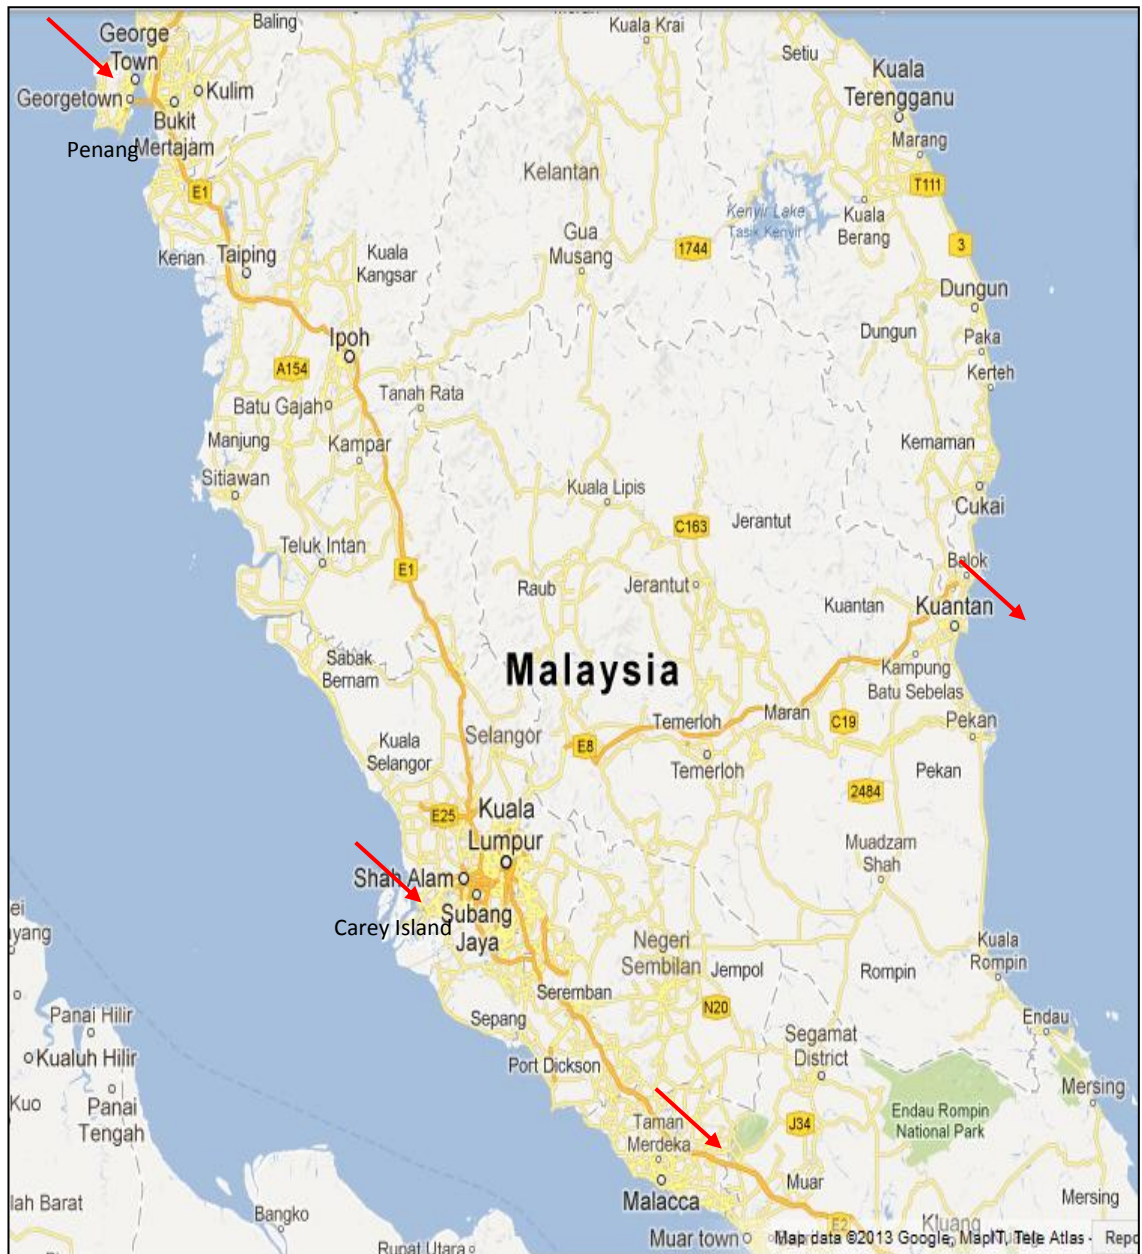 George
Town
Georgetown
Baling
Kulim
Bukit
Mertajam
Penang
Kuala Krai
Setiu
Kuala
Terengganu
Marang
T111
Kelantan
Kenyir Lake
Tasik Kenyir
Kuala
Berang
E1
Kerian
Taiping
Kuala
Kangsar
Gua
Musang
1744
3
Dungun
Dungun
Paka
Kerteh
Ipoh
A154
Tanah Rata
Batu Gajah
Manjung
Kampar
Sitiawan
Kemaman
Cukai
Kuala Lipis
C163
Jerantut
Teluk Intan
E1
Raub
Jerantut
Balok
Kuantan
Kuantan
Sabak
Bernam
Malaysia
Kampung
Batu Sebelas
Selangor
Temerloh
Maran
C19
Pekan
Kuala
Selangor
E8
Temerloh
Pekan
2484
E25
Kuala
Lumpur
Muadzam
Shah
Shah Alam
Subang
Jaya
Carey Island
ei
ayang
Negeri
Sembilan
Jempol
Rompin
Kuala
Rompin
Seremban
N20
Sepang
Endau
Panai Hilir
Segamat
District
Kualuh Hilir
Port Dickson
Mersing
Kuo
Panai
Tengah
Taman
Merdeka
J34
Endau Rompin
National Park
Muar
Malacca
Mersing
lah Barat
Bangko
Rupat Utara
Muar town
E2
Kluang
Map data ©2013 Google, MapIT, Tele Atlas -
Repo